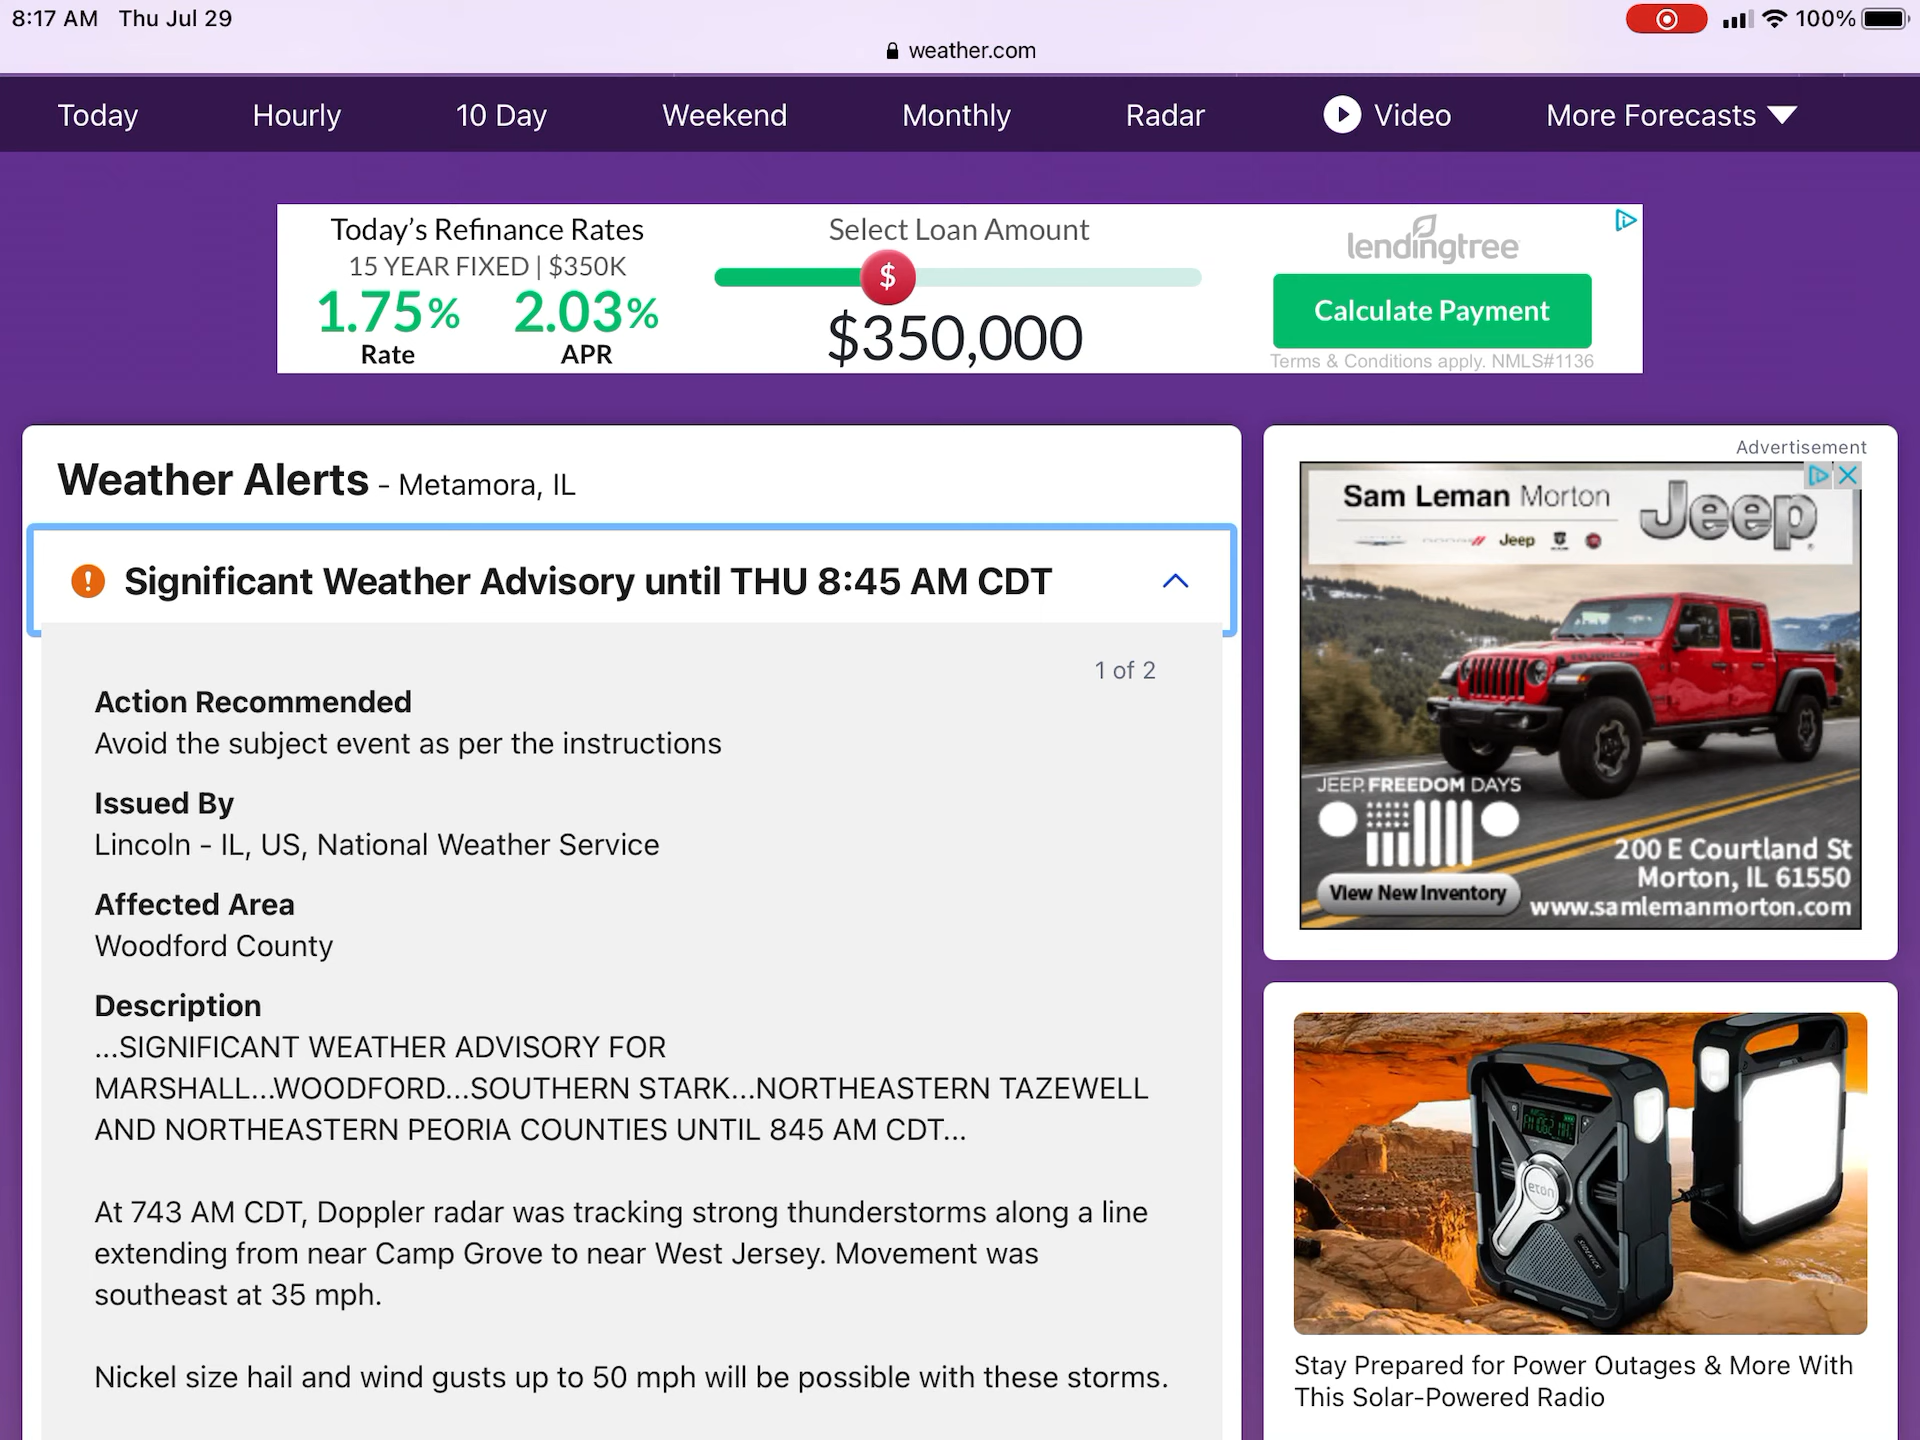 8:17 AM Thu Jul 29
100%
weather.com
Today Hourly 10 Day Weekend Monthly Radar Video More Forecasts
Today's Refinance Rates
15 YEAR FIXED | $350K
1.75% 2.03%
Rate APR
Select Loan Amount
$
$350,000
lendingtree
Calculate Payment
Terms & Conditions apply. NMLS#1136
Weather Alerts - Metamora, IL
Significant Weather Advisory until THU 8:45 AM CDT
1 of 2
Action Recommended
Avoid the subject event as per the instructions
Issued By
Lincoln - IL, US, National Weather Service
Affected Area
Woodford County
Description
...SIGNIFICANT WEATHER ADVISORY FOR
MARSHALL...WOODFORD...SOUTHERN STARK...NORTHEASTERN TAZEWELL
AND NORTHEASTERN PEORIA COUNTIES UNTIL 845 AM CDT...
At 743 AM CDT, Doppler radar was tracking strong thunderstorms along a line
extending from near Camp Grove to near West Jersey. Movement was
southeast at 35 mph.
Nickel size hail and wind gusts up to 50 mph will be possible with these storms.
Advertisement
Sam Leman Morton
Jeep
Jeep
JEEP FREEDOM DAYS
200 E Courtland St
Morton, IL 61550
View New Inventory
www.samlemanmorton.com
eton
Stay Prepared for Power Outages & More With
This Solar-Powered Radio